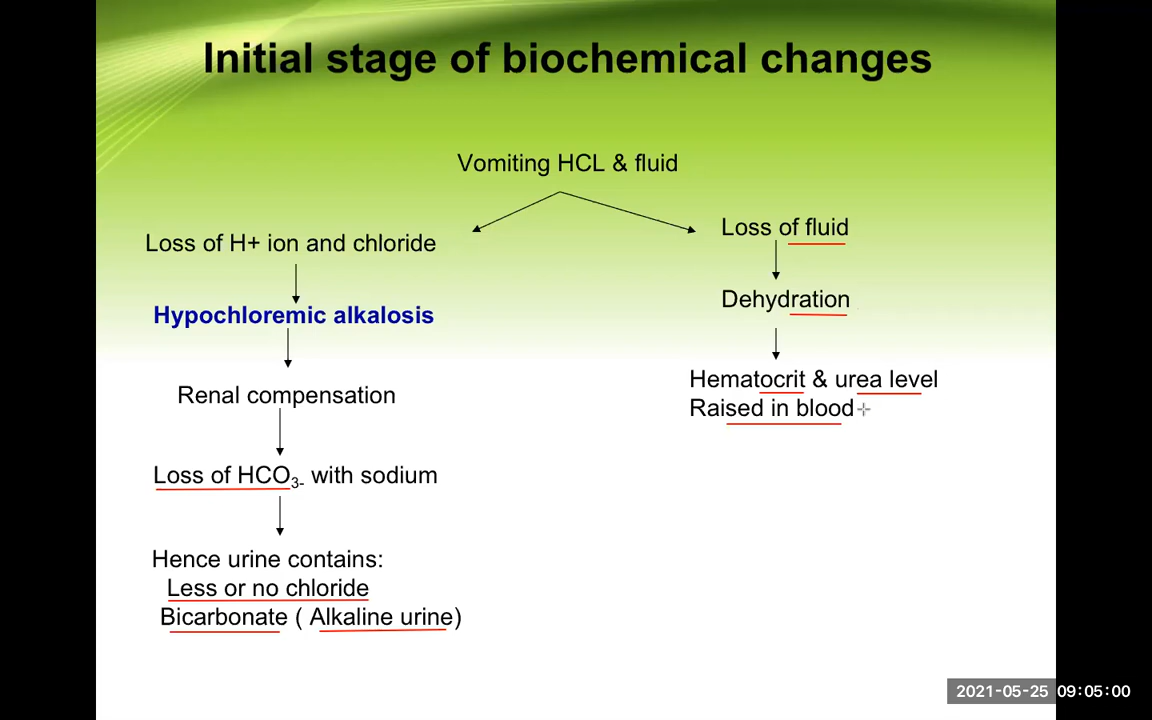 Initial stage of biochemical changes
Vomiting HCL & fluid
Loss of H+ ion and chloride
Hypochloremic alkalosis
Renal compensation
Loss of HCO3- with sodium
Hence urine contains:
Less or no chloride
Bicarbonate ( Alkaline urine)
Loss of fluid
Dehydration
Hematocrit & urea level
Raised in blood
2021-05-25 09:05:00